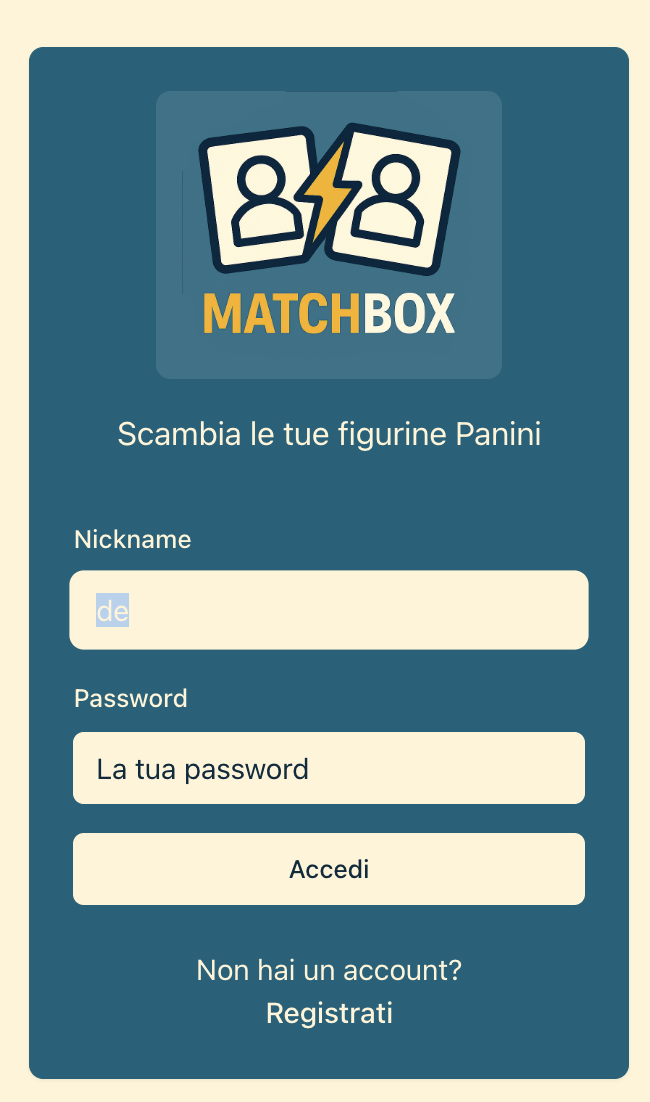 MATCHBOX
Scambia le tue figurine Panini
Nickname
de
Password
La tua password
Accedi
Non hai un account?
Registrati